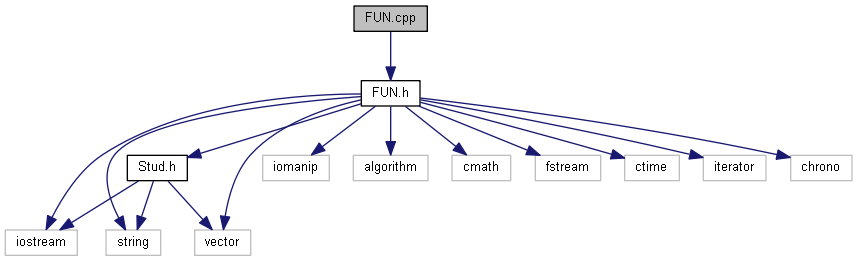 FUN.cpp
FUN.h
Stud.h
iomanip
algorithm
cmath
fstream
ctime
iterator
chrono
iostream
string
vector